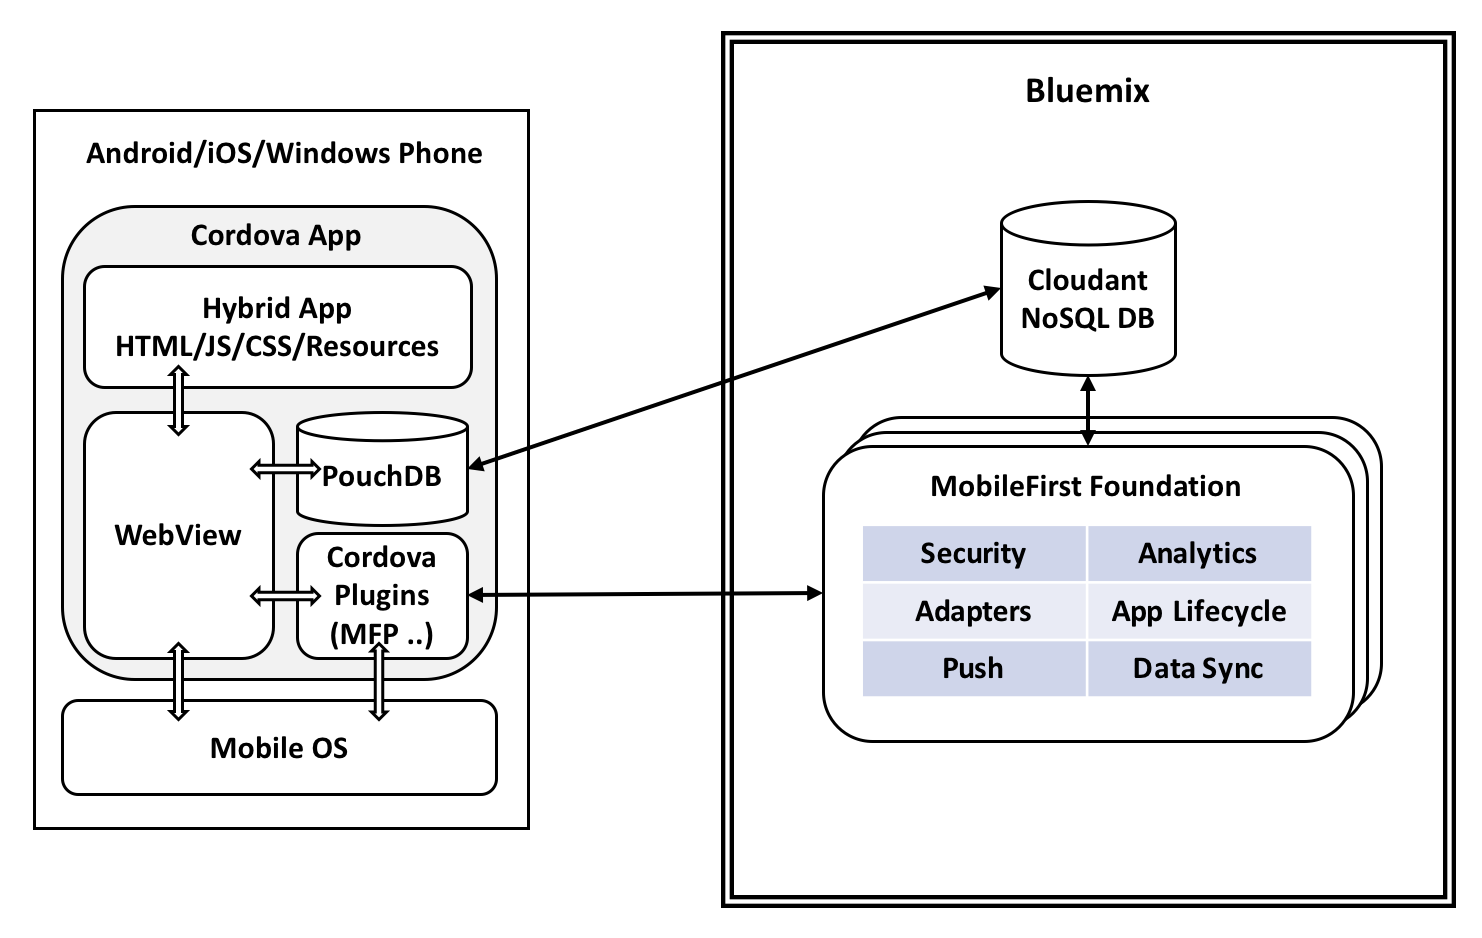 Android/iOS/Windows Phone
Cordova App
Hybrid App
HTML/JS/CSS/Resources
WebView
PouchDB
Cordova
Plugins
(MFP ..)
Mobile OS
Bluemix
Cloudant
NoSQL DB
MobileFirst Foundation
Security
Analytics
Adapters
App Lifecycle
Push
Data Sync